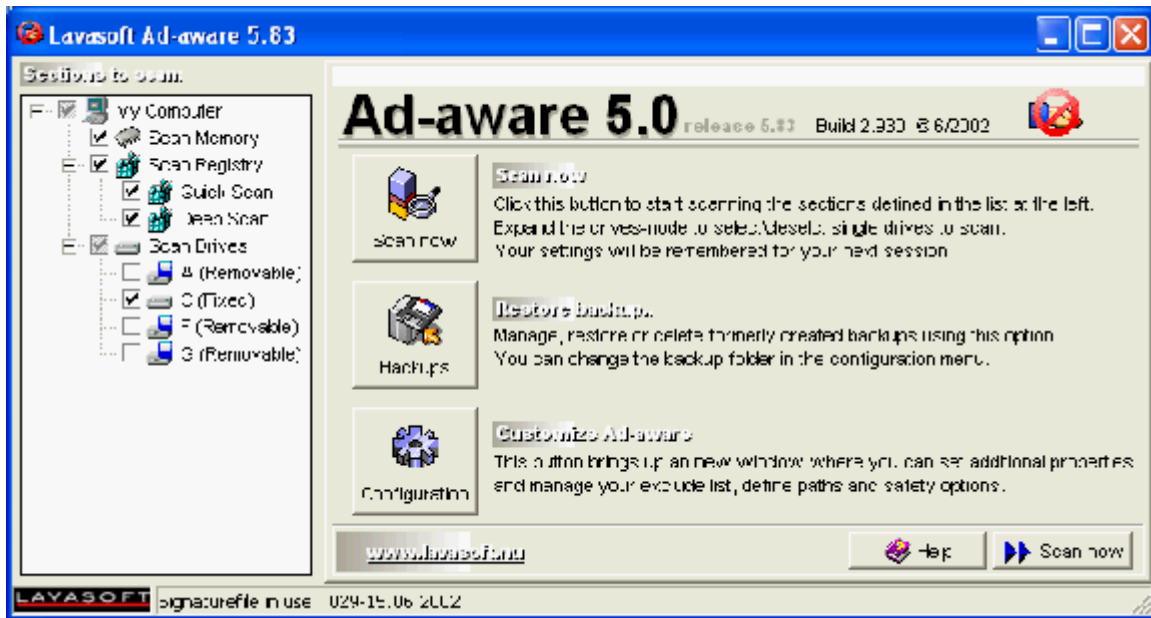 Lavasoft Ad-aware 5.83
Sections to scan:
My Computer
Scan Memory
Scan Registry
Quick Scan
Deep Scan
Scan Drives
A (Removable)
C (Fixed)
F (Removable)
G (Removable)
Ad-aware 5.0 release 5.83 Build 2.930 © 6/2002
Scan now
Scan now
Click this button to start scanning the sections defined in the list at the left.
Expand the drives-node to select/deselct single drives to scan.
Your settings will be remembered for your next session
Backups
Restore backups
Manage, restore or delete formerly created backups using this option
You can change the backup folder in the configuration menu.
Configuration
Customize Ad-aware
This button brings up an new window where you can set additional properties
and manage your exclude list, define paths and safety options.
www.lavasoft.nu
Help
Scan now
LAVASOFT
Signaturefile in use 029-15.06 2002